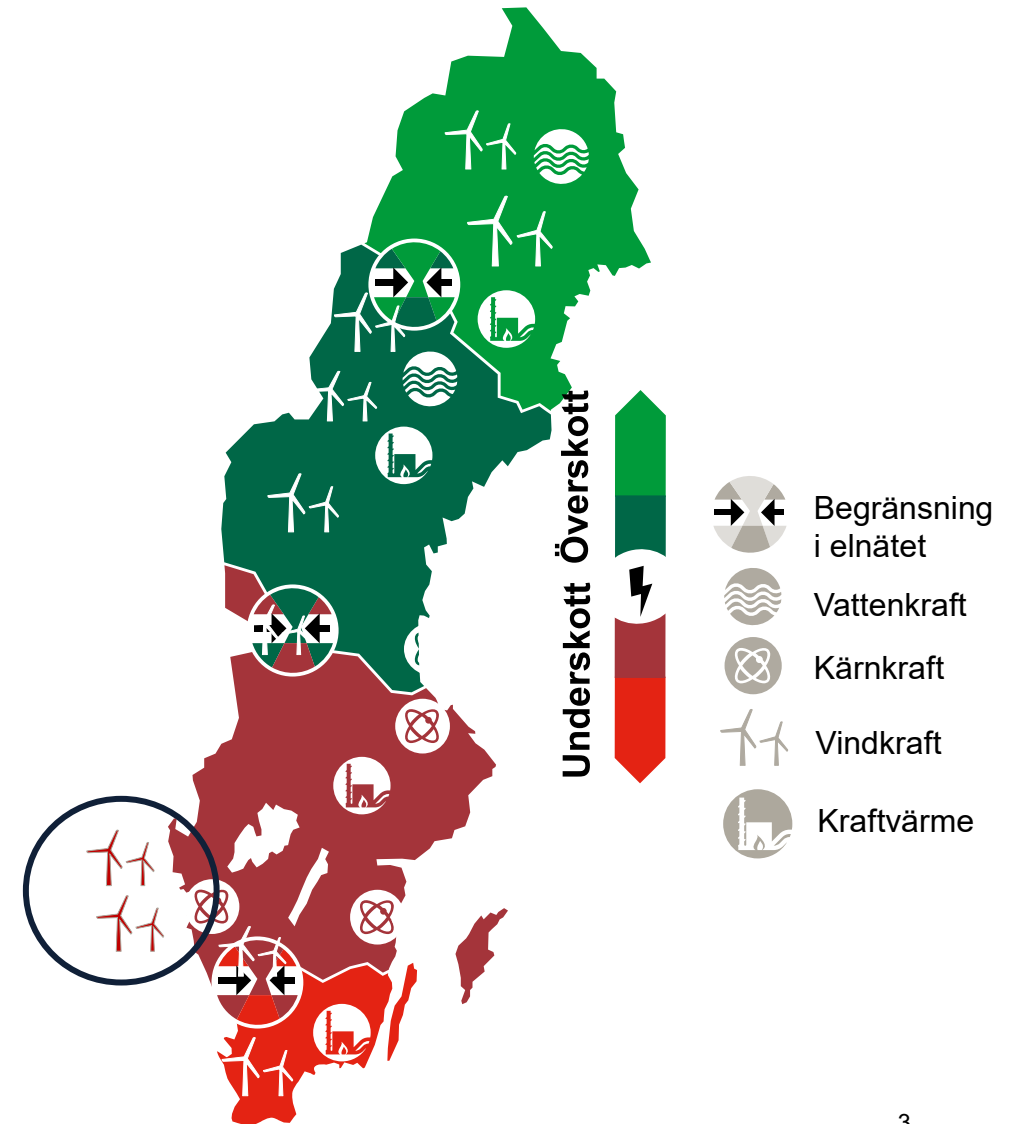 Överskott
Underskott
Begränsning
i elnätet
Vattenkraft
Kärnkraft
Vindkraft
Kraftvärme
3